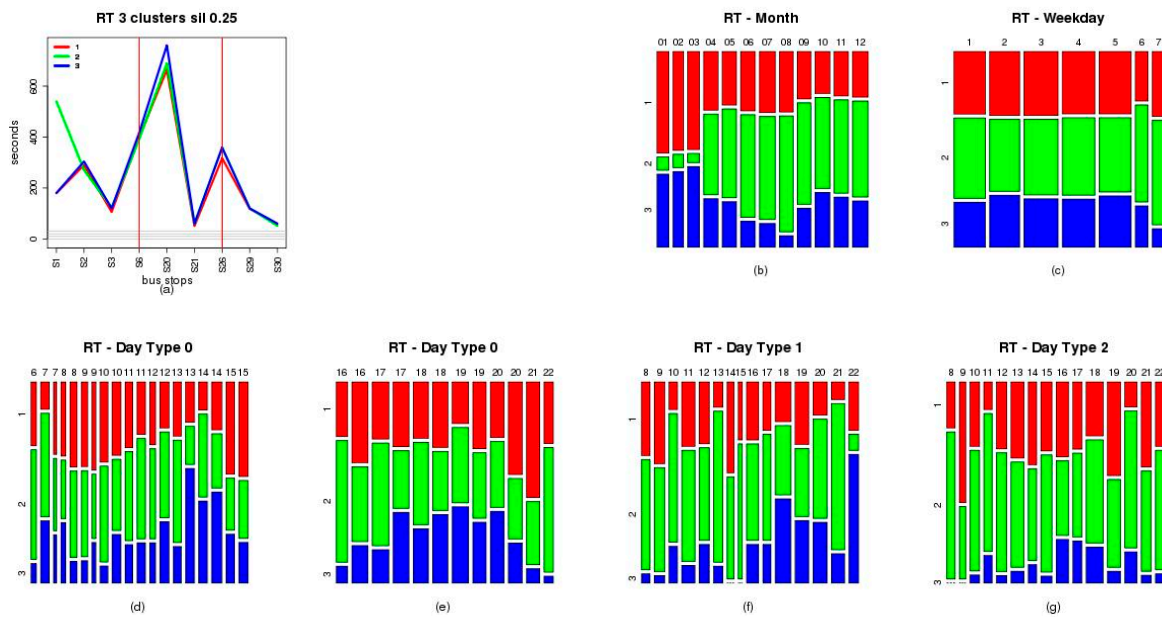 RT 3 clusters sil 0.25
1
2
3
seconds
0
200
400
600
S1
S2
S3
S6
S20
S21
S26
S29
S30
bus stops
(a)
RT - Month
01 02 03 04 05 06 07 08 09 10 11 12
1
2
3
(b)
RT - Weekday
1 2 3 4 5 6 7
1
2
3
(c)
RT - Day Type 0
6 7 7 8 8 9 9 10 10 11 11 12 12 13 13 14 14 15 15
1
2
3
(d)
RT - Day Type 0
16 16 17 17 18 18 19 19 20 20 21 22
1
2
3
(e)
RT - Day Type 1
8 9 10 11 12 13 14 15 16 17 18 19 20 21 22
1
2
3
(f)
RT - Day Type 2
8 9 10 11 12 13 14 15 16 17 18 19 20 21 22
1
2
3
(g)